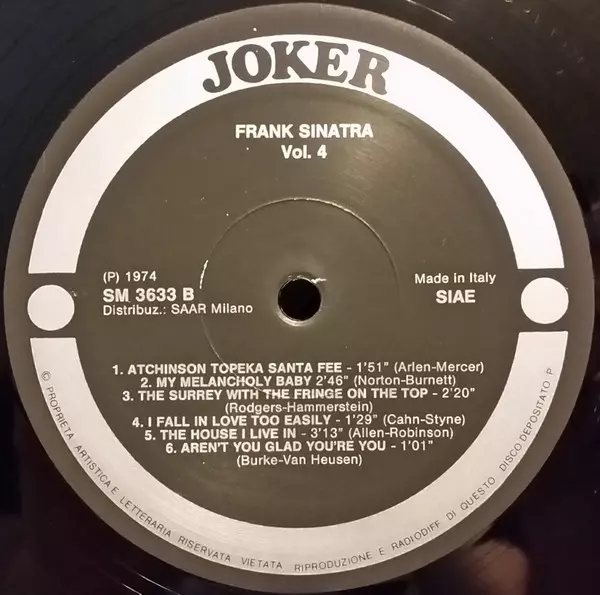 JOKER
FRANK SINATRA
Vol. 4
(P) 1974
SM 3633 B
Distribuz.: SAAR Milano
Made in Italy
SIAE
1. ATCHINSON TOPEKA SANTA FEE - 1'51" (Arlen-Mercer)
2. MY MELANCHOLY BABY 2'46" (Norton-Burnett)
3. THE SURREY WITH THE FRINGE ON THE TOP - 2'20"
(Rodgers-Hammerstein)
4. I FALL IN LOVE TOO EASILY - 1'29" (Cahn-Styne)
5. THE HOUSE I LIVE IN - 3'13" (Allen-Robinson)
6. AREN'T YOU GLAD YOU'RE YOU - 1'01"
(Burke-Van Heusen)
© PROPRIETA ARTISTICA E LETTERARIA RISERVATA VIETATA RIPRODUZIONE E RADIODIFF DI QUESTO DISCO DEPOSITATO P